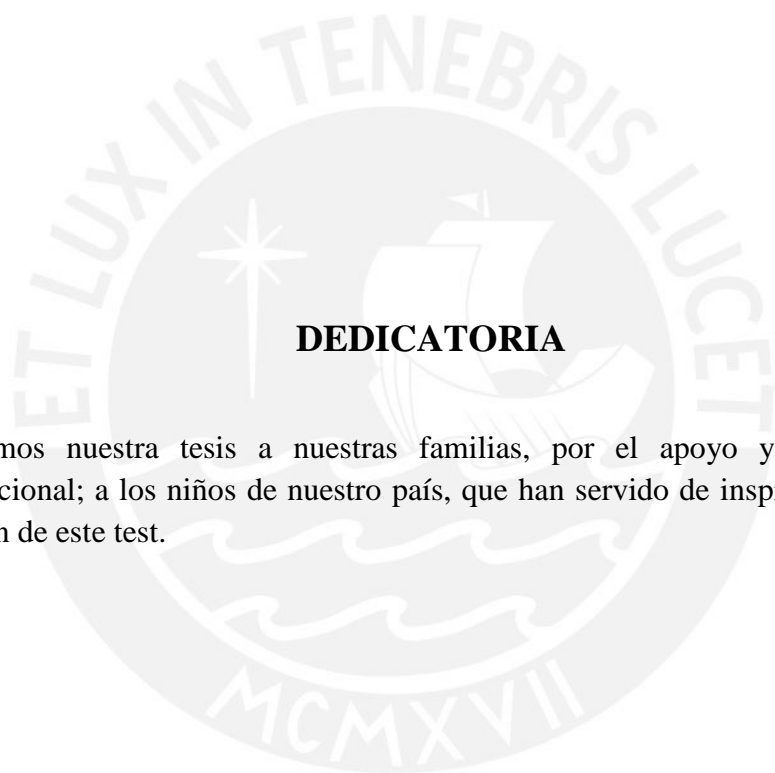 ET LUX IN TENEBRIS LUCET
DEDICATORIA
mos nuestra tesis a nuestras familias, por el apoyo y
cional; a los niños de nuestro país, que han servido de inspi
n de este test.
MCMXVII